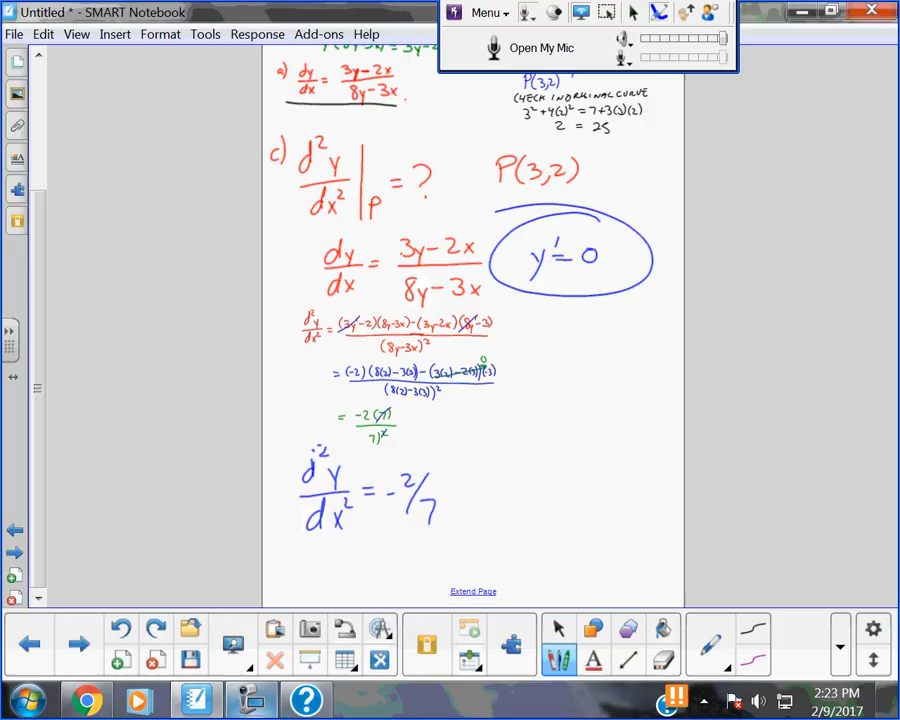 Untitled * - SMART Notebook
Menu
File Edit View Insert Format Tools Response Add-ons Help
Open My Mic
a) dy/dx = (3y-2x)/(8y-3x)
P(3,2)
CHECK IN ORIGINAL CURVE
3² + 4(2)² = 7+3(3)(2)
2 = 25
c) d²y/dx² |P = ?
P(3,2)
dy/dx = (3y-2x)/(8y-3x)
y' = 0
d²y/dx² = ((3y'-2)(8y-3x)-(3y-2x)(8y'-3))/(8y-3x)²
= ((-2)(8(2)-3(3))-(3(2)-2(3))(-3))/(8(2)-3(3))² 0
= -2(7)/7)²
d²y/dx² = -2/7
Extend Page
A
2:23 PM
2/9/2017